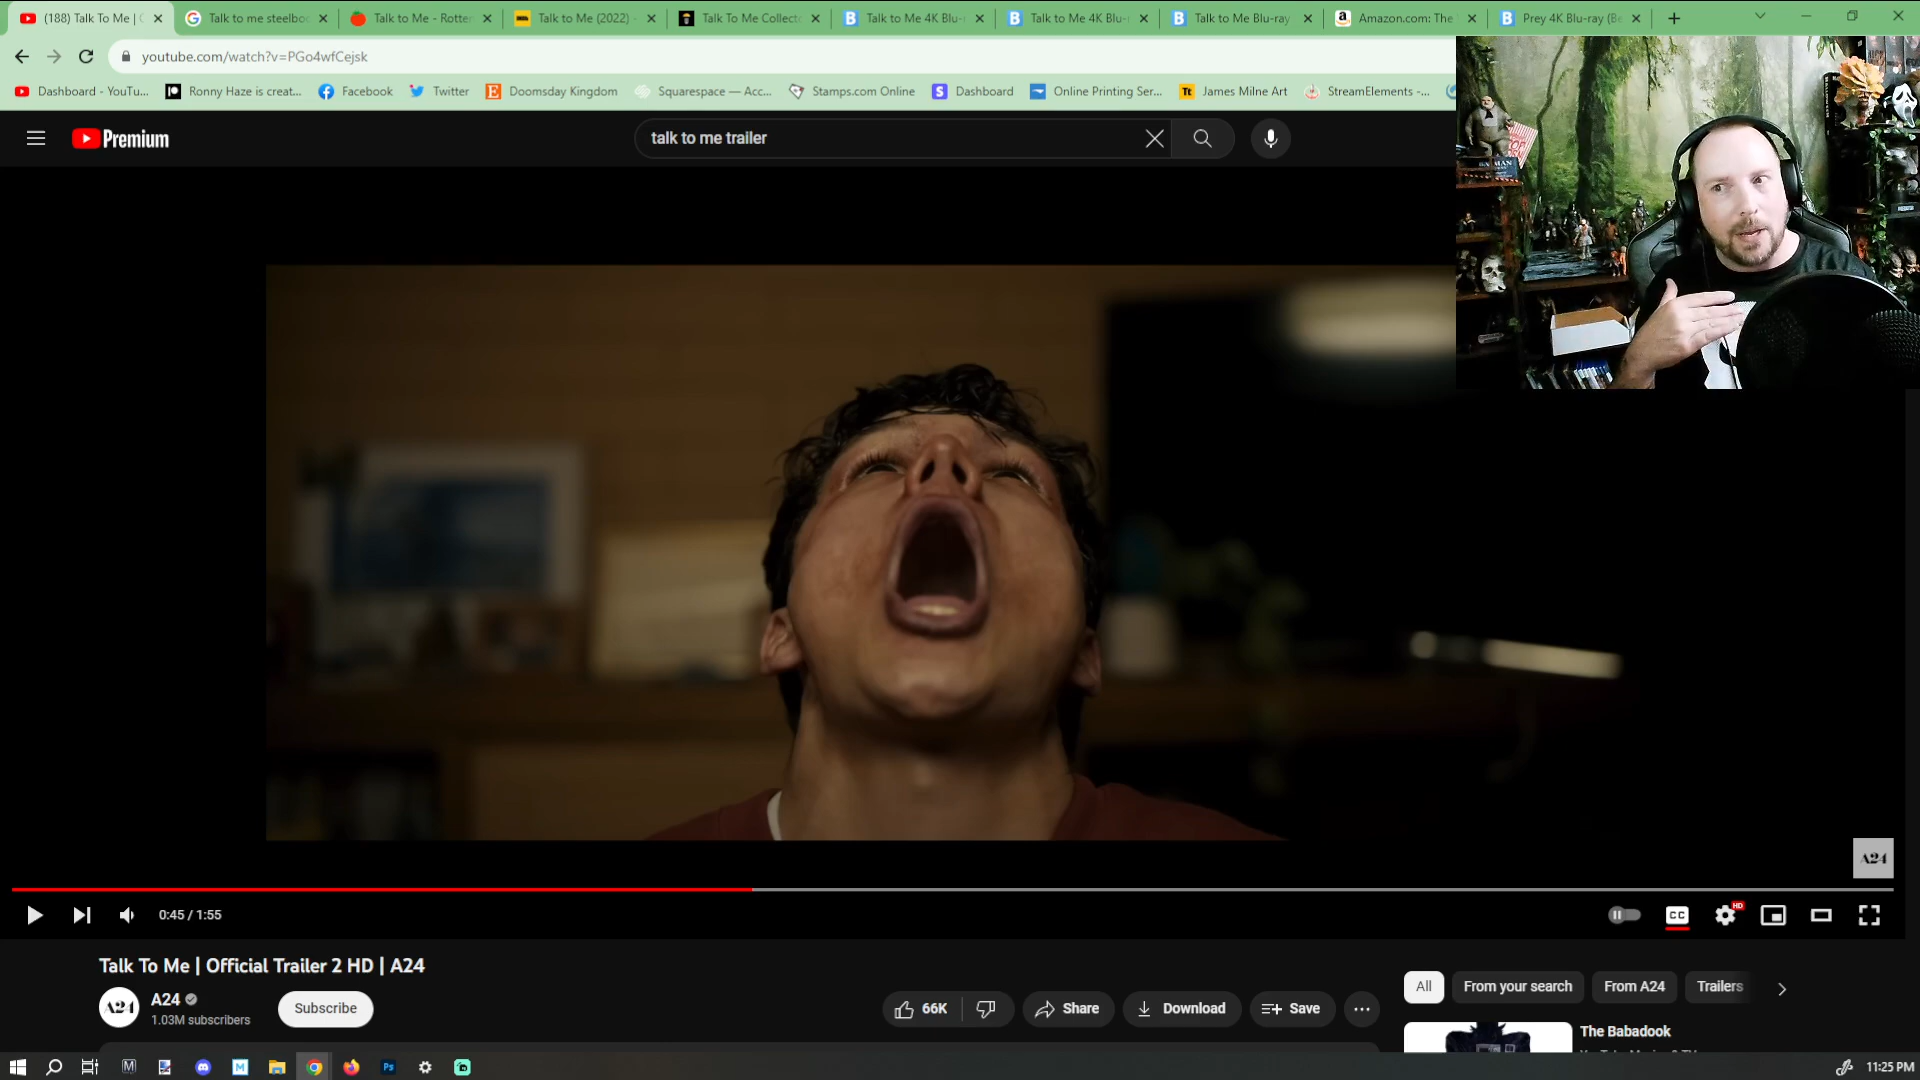 (188) Talk To Me |
Talk to me steelboo
Talk to Me - Rotte
Talk to Me (2022) -
Talk To Me Collect
Talk to Me 4K Blu-
Talk to Me 4K Blu-
Talk to Me Blu-ray
Amazon.com: The
Prey 4K Blu-ray (Be
youtube.com/watch?v=PGo4wfCejsk
Dashboard - YouTu...
Ronny Haze is creat...
Facebook
Twitter
Doomsday Kingdom
Squarespace — Acc...
Stamps.com Online
Dashboard
Online Printing Ser...
James Milne Art
StreamElements -...
Premium
talk to me trailer
A24
0:45 / 1:55
CC
HD
Talk To Me | Official Trailer 2 HD | A24
A24
A24
1.03M subscribers
Subscribe
66K
Share
Download
Save
All
From your search
From A24
Trailers
The Babadook
11:25 PM